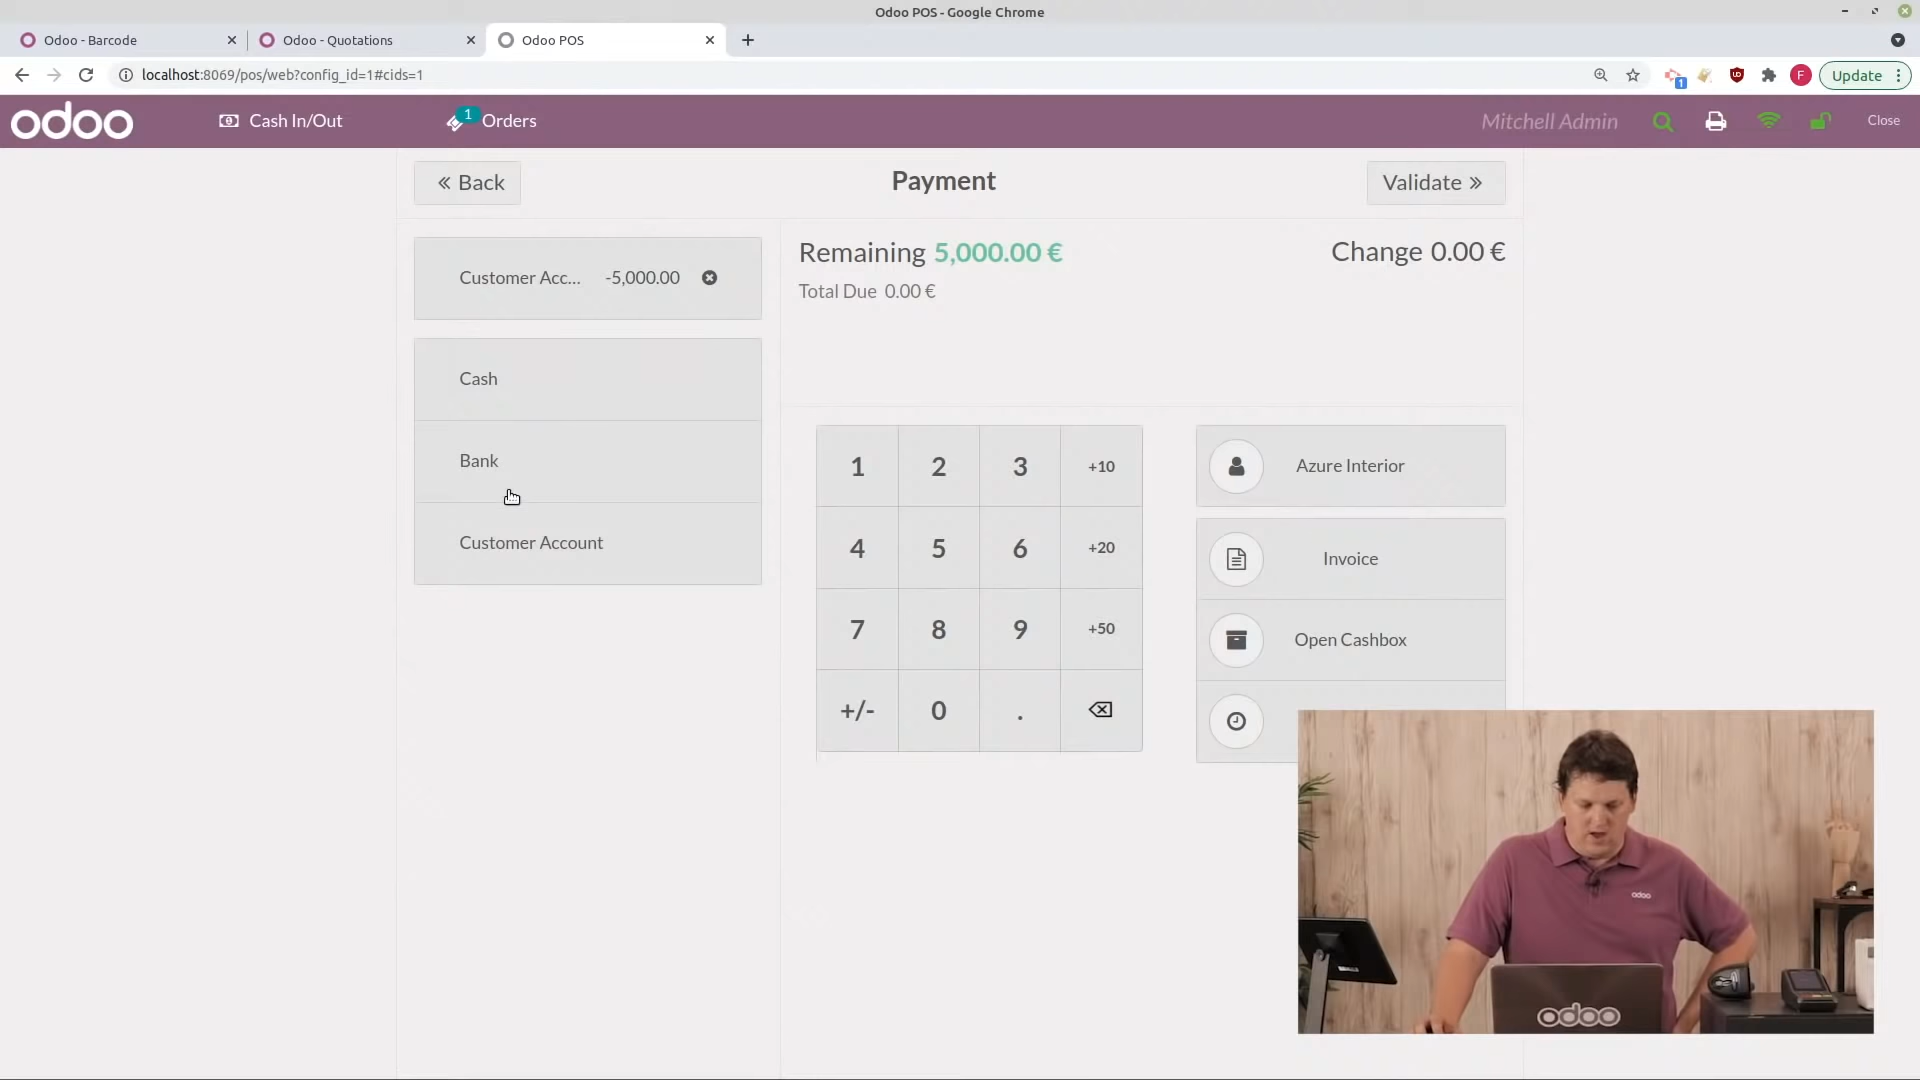 Odoo POS - Google Chrome
Odoo - Barcode
Odoo - Quotations
Odoo POS
localhost:8069/pos/web?config_id=1#cids=1
1
F
Update
odoo
Cash In/Out
1
Orders
Mitchell Admin
Close
Back
Payment
Validate
Customer Acc... -5,000.00
Remaining 5,000.00 €
Change 0.00 €
Total Due 0.00 €
Cash
Bank
Customer Account
1 2 3 +10
4 5 6 +20
7 8 9 +50
+/- 0 .
Azure Interior
Invoice
Open Cashbox
odoo
odoo